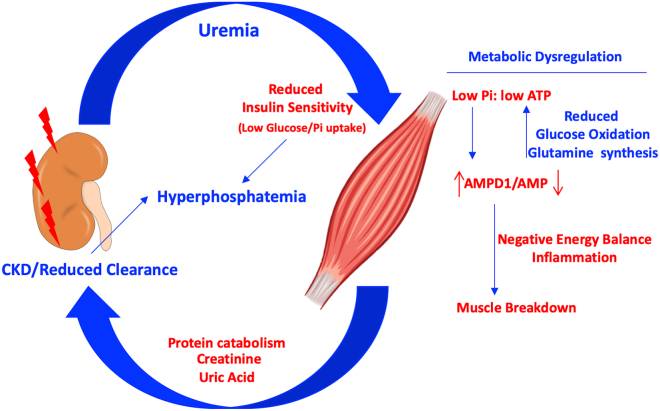 Uremia
Metabolic Dysregulation
Reduced
Insulin Sensitivity
(Low Glucose/Pi uptake)
Low Pi: low ATP
Reduced
Glucose Oxidation
Glutamine synthesis
Hyperphosphatemia
AMPD1/AMP
Negative Energy Balance
Inflammation
CKD/Reduced Clearance
Muscle Breakdown
Protein catabolism
Creatinine
Uric Acid